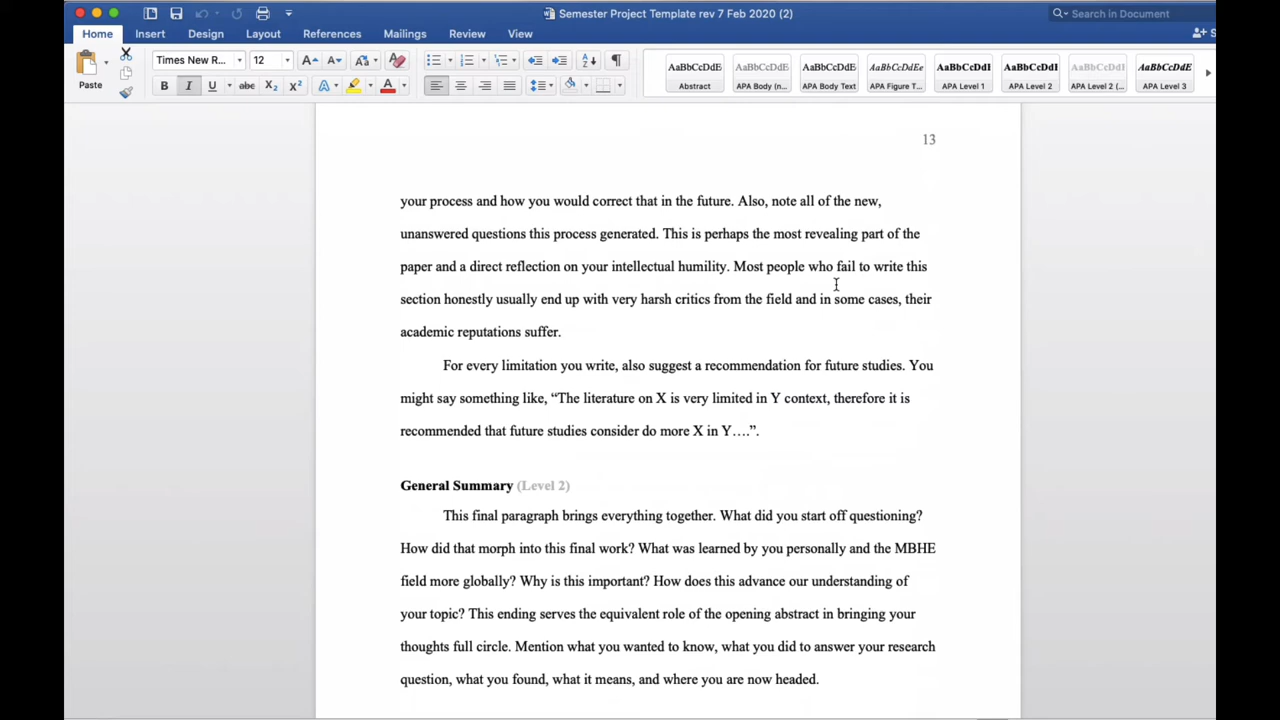 Semester Project Template rev 7 Feb 2020 (2)
Search in Document
Home Insert Design Layout References Mailings Review View S
Paste
Times New R... 12
B I U abc X₂ X² A A
AaBbCcDdE AaBbCcDdE AaBbCcDdE AaBbCcDdEe AaBbCcDdI AaBbCcDdI AaBbCcDdI AaBbCcDdE
Abstract APA Body (n... APA Body Text APA Figure T... APA Level 1 APA Level 2 APA Level 2 (... APA Level 3
13
your process and how you would correct that in the future. Also, note all of the new,
unanswered questions this process generated. This is perhaps the most revealing part of the
paper and a direct reflection on your intellectual humility. Most people who fail to write this
section honestly usually end up with very harsh critics from the field and in some cases, their
academic reputations suffer.
For every limitation you write, also suggest a recommendation for future studies. You
might say something like, “The literature on X is very limited in Y context, therefore it is
recommended that future studies consider do more X in Y….”.
General Summary (Level 2)
This final paragraph brings everything together. What did you start off questioning?
How did that morph into this final work? What was learned by you personally and the MBHE
field more globally? Why is this important? How does this advance our understanding of
your topic? This ending serves the equivalent role of the opening abstract in bringing your
thoughts full circle. Mention what you wanted to know, what you did to answer your research
question, what you found, what it means, and where you are now headed.